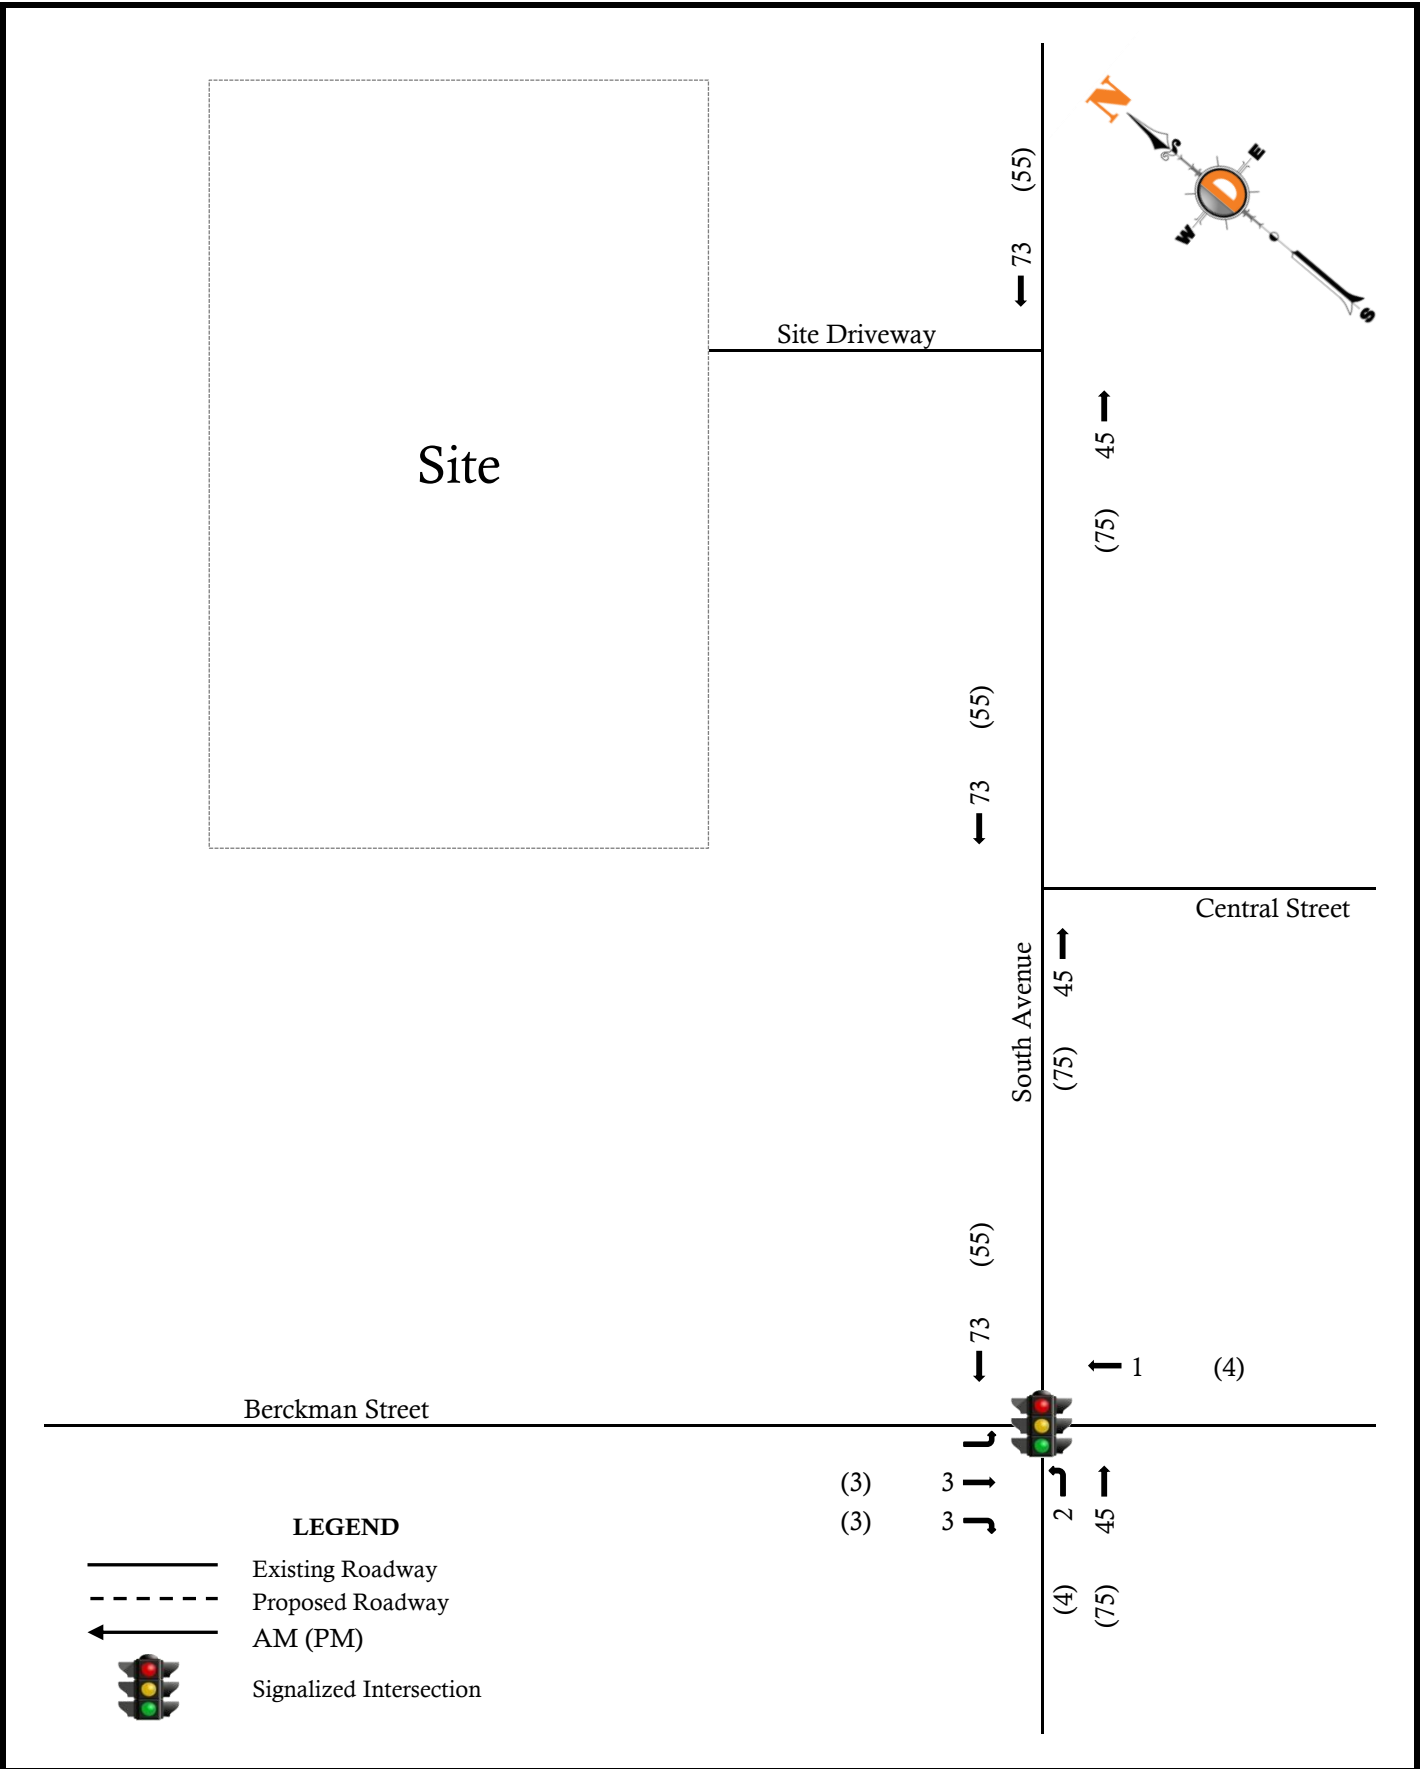 N
E
W
S
(55)
73
Site Driveway
Site
45
(75)
(55)
73
Central Street
45
(75)
South Avenue
(55)
73
1 (4)
Berckman Street
(3) 3
(3) 3
2
45
(4)
(75)
LEGEND
Existing Roadway
Proposed Roadway
AM (PM)
Signalized Intersection